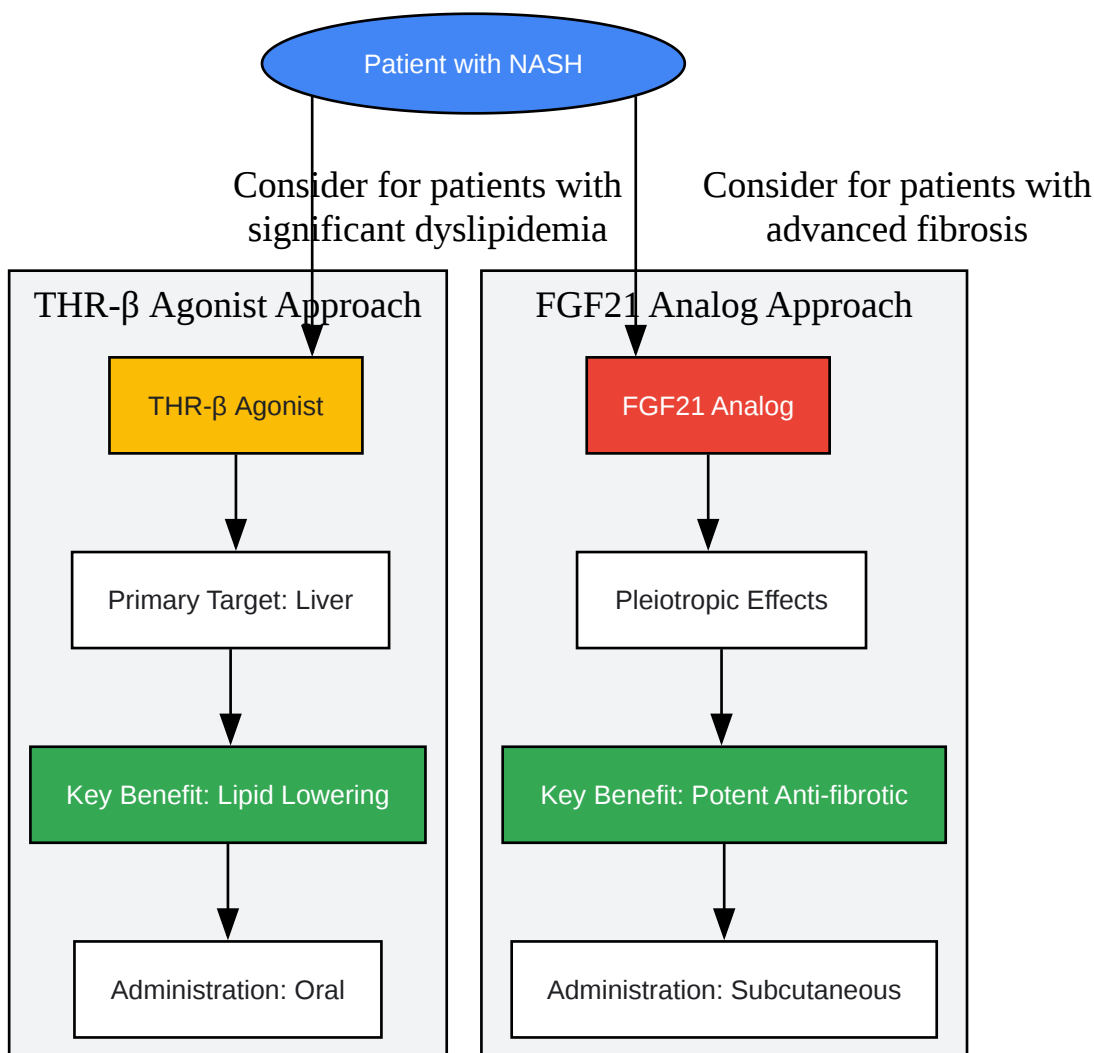 Patient with NASH
Consider for patients with
significant dyslipidemia
Consider for patients with
advanced fibrosis
THR-β Agonist Approach
THR-β Agonist
Primary Target: Liver
Key Benefit: Lipid Lowering
Administration: Oral
FGF21 Analog Approach
FGF21 Analog
Pleiotropic Effects
Key Benefit: Potent Anti-fibrotic
Administration: Subcutaneous